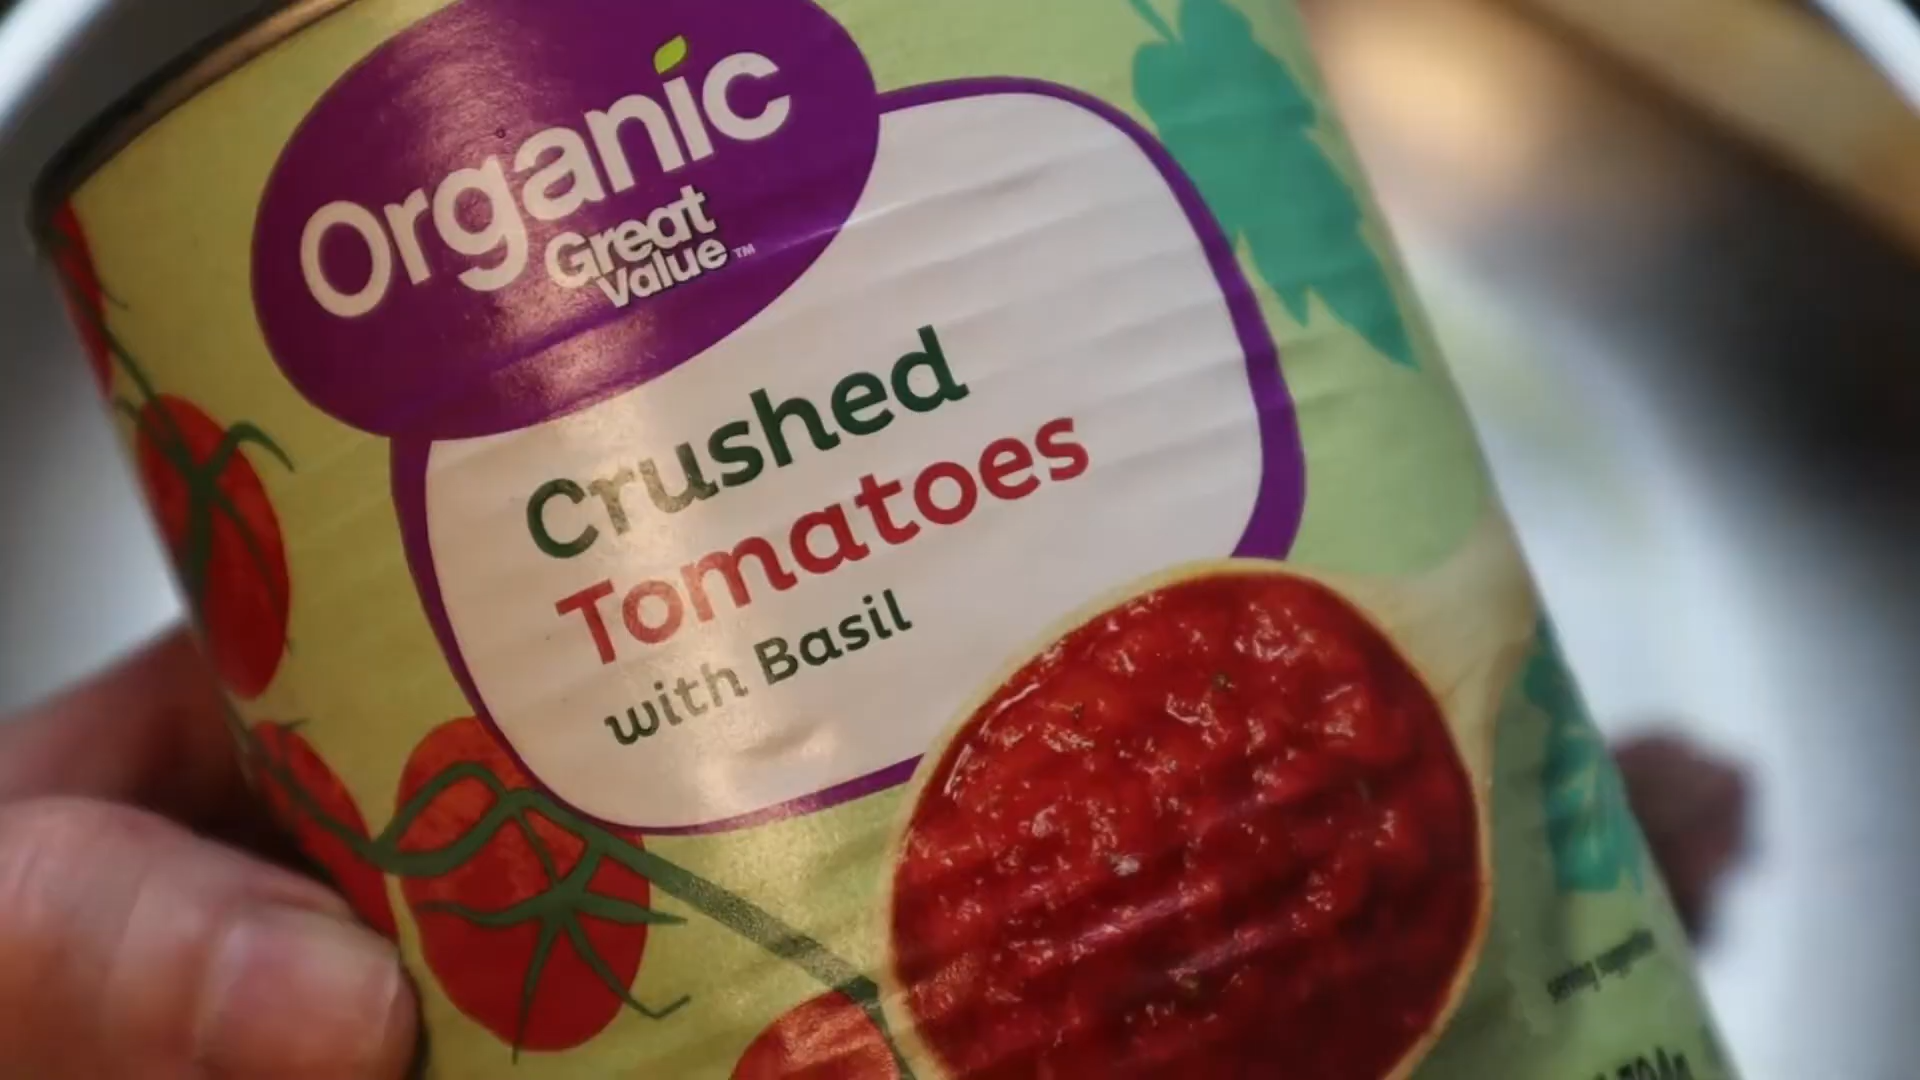 Organic
Great
Value™
Crushed
Tomatoes
with Basil